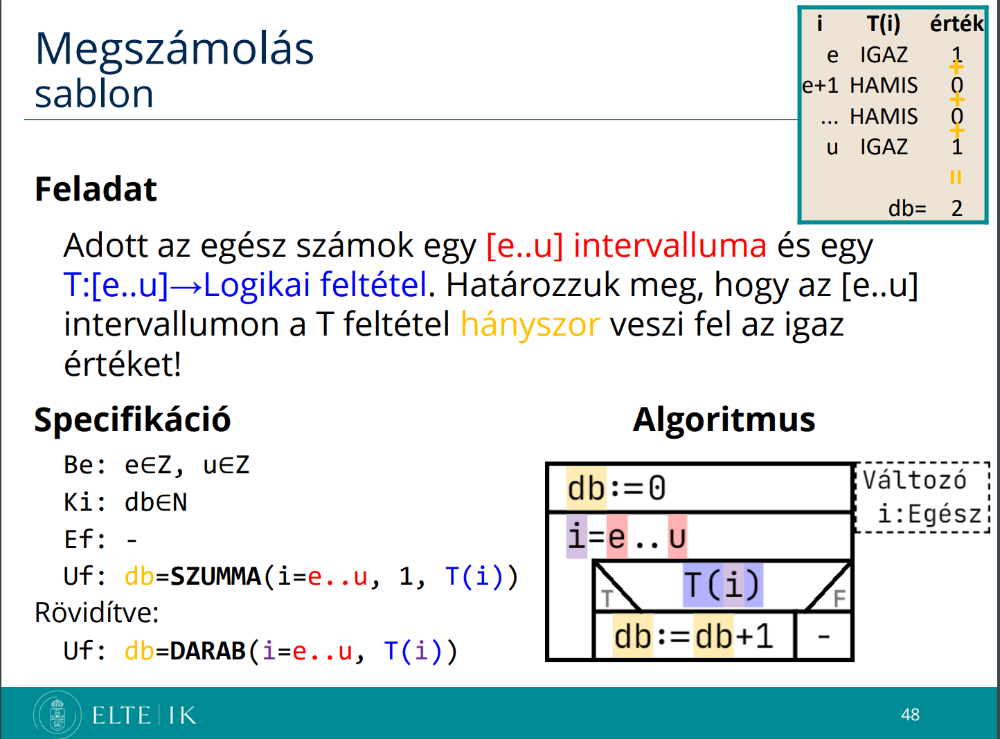 Megszámolás
sablon
i T(i) érték
e IGAZ 1
+
e+1 HAMIS 0
+
... HAMIS 0
+
u IGAZ 1
=
db= 2
Feladat
Adott az egész számok egy [e..u] intervalluma és egy
T:[e..u]→Logikai feltétel. Határozzuk meg, hogy az [e..u]
intervallumon a T feltétel hányszor veszi fel az igaz
értéket!
Specifikáció
Be: e∈Z, u∈Z
Ki: db∈N
Ef: -
Uf: db=SZUMMA(i=e..u, 1, T(i))
Rövidítve:
Uf: db=DARAB(i=e..u, T(i))
Algoritmus
db:=0
i=e..u
T T(i) F
db:=db+1 -
Változó
i:Egész
ELTE | IK
48